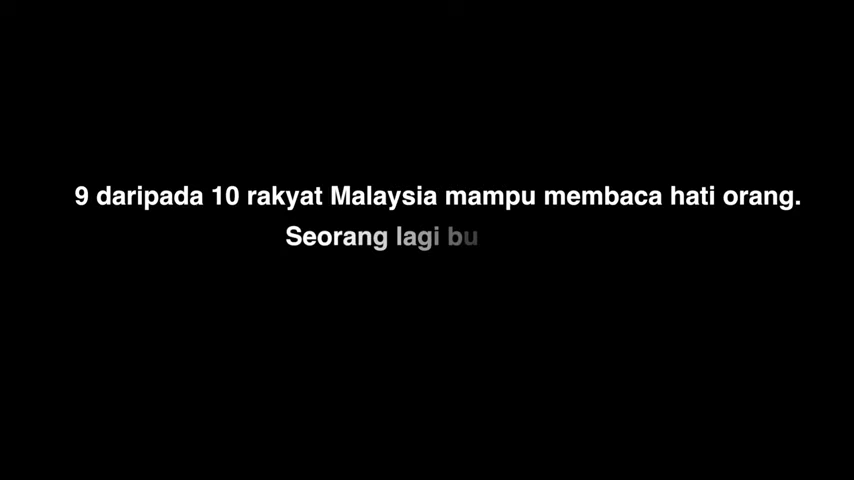 9 daripada 10 rakyat Malaysia mampu membaca hati orang.
Seorang lagi bu